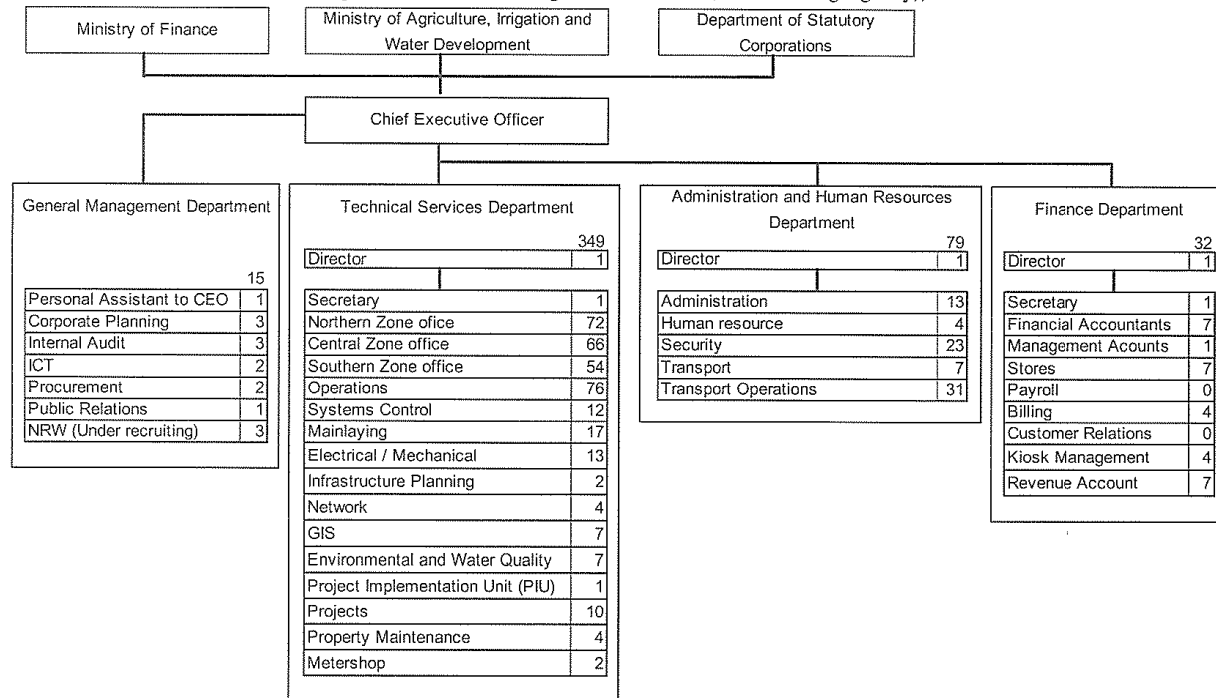 Ministry of Finance
Ministry of Agriculture, Irrigation and
Water Development
Department of Statutory
Corporations
Chief Executive Officer
General Management Department
15
Personal Assistant to CEO 1
Corporate Planning 3
Internal Audit 3
ICT 2
Procurement 2
Public Relations 1
NRW (Under recruiting) 3
Technical Services Department
349
Director 1
Secretary 1
Northern Zone ofice 72
Central Zone office 66
Southern Zone office 54
Operations 76
Systems Control 12
Mainlaying 17
Electrical / Mechanical 13
Infrastructure Planning 2
Network 4
GIS 7
Environmental and Water Quality 7
Project Implementation Unit (PIU) 1
Projects 10
Property Maintenance 4
Metershop 2
Administration and Human Resources
Department
79
Director 1
Administration 13
Human resource 4
Security 23
Transport 7
Transport Operations 31
Finance Department
32
Director 1
Secretary 1
Financial Accountants 7
Management Acounts 1
Stores 7
Payroll 0
Billing 4
Customer Relations 0
Kiosk Management 4
Revenue Account 7